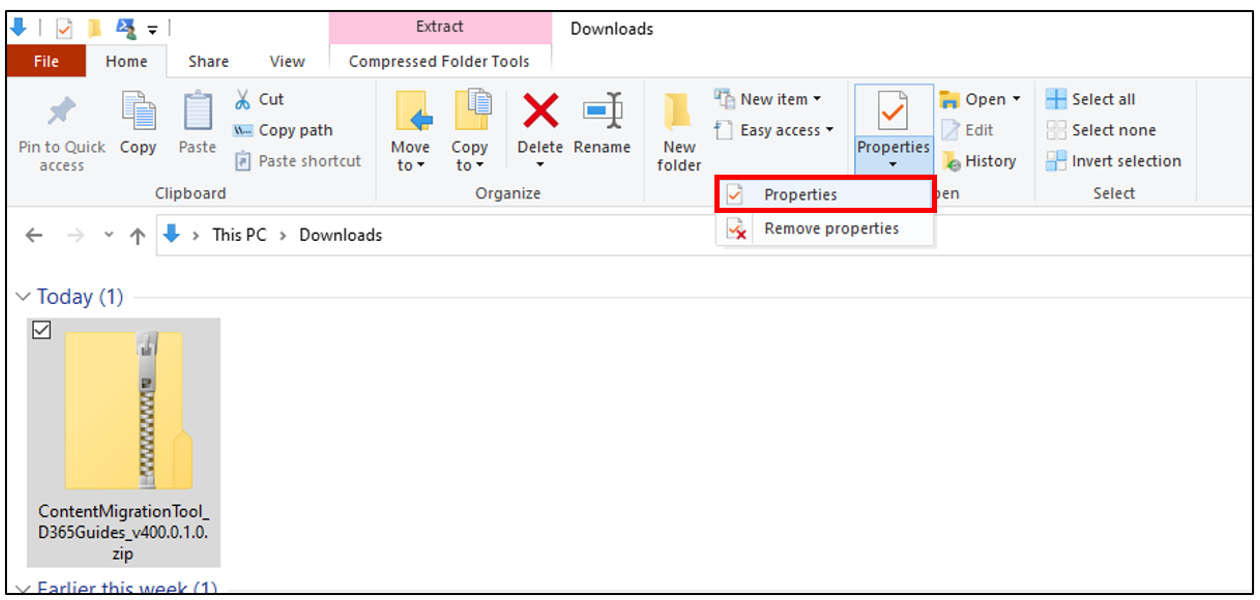 Extract
Downloads
File
Home
Share
View
Compressed Folder Tools
Pin to Quick
access
Copy
Paste
Cut
Copy path
Paste shortcut
Clipboard
Move
to
Copy
to
Delete
Rename
Organize
New
folder
New item
Easy access
Properties
Open
Edit
History
pen
Select all
Select none
Invert selection
Select
Properties
Remove properties
This PC > Downloads
Today (1)
ContentMigrationTool_
D365Guides_v400.0.1.0.
zip
Earlier this week (1)